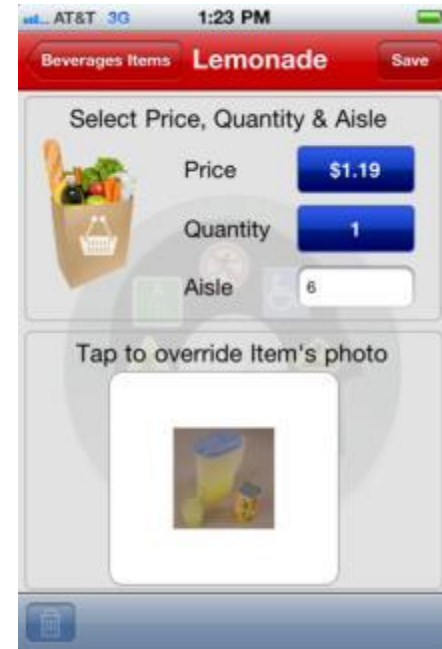 AT&T 3G 1:23 PM
Beverages Items Lemonade Save
Select Price, Quantity & Aisle
Price $1.19
Quantity 1
Aisle 6
Tap to override Item's photo